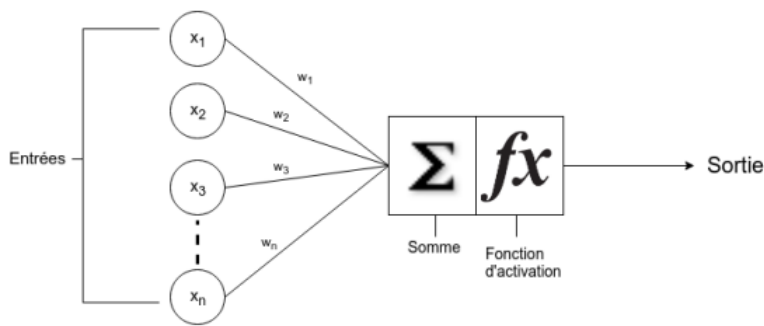 x1
w1
x2
w2
Entrées
x3
w3
Σ
fx
Sortie
wn
Somme
Fonction
d'activation
xn